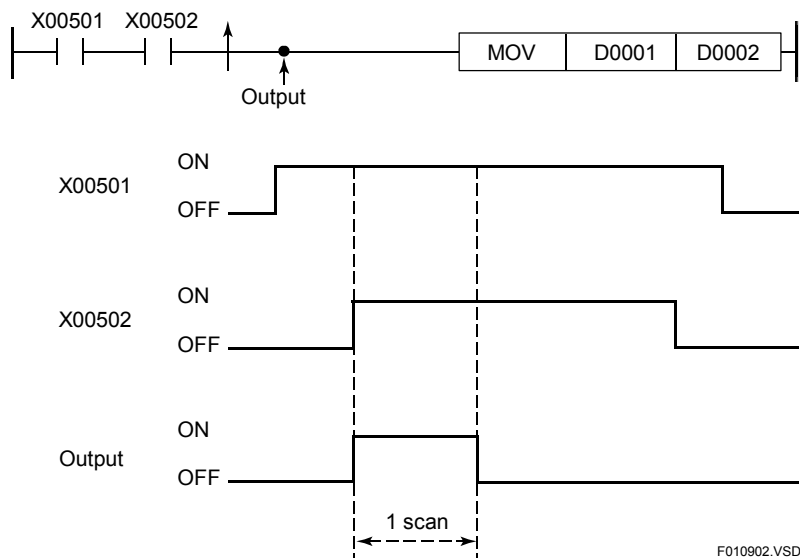 X00501 X00502
MOV D0001 D0002
Output
ON
X00501
OFF
ON
X00502
OFF
ON
Output
OFF
1 scan
F010902.VSD